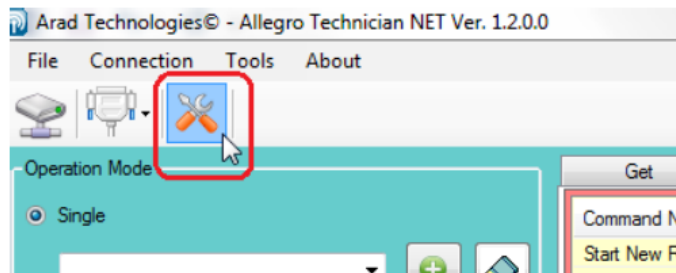 Arad Technologies© - Allegro Technician NET Ver. 1.2.0.0
File Connection Tools About
Operation Mode
Get
Single
Command
Start New